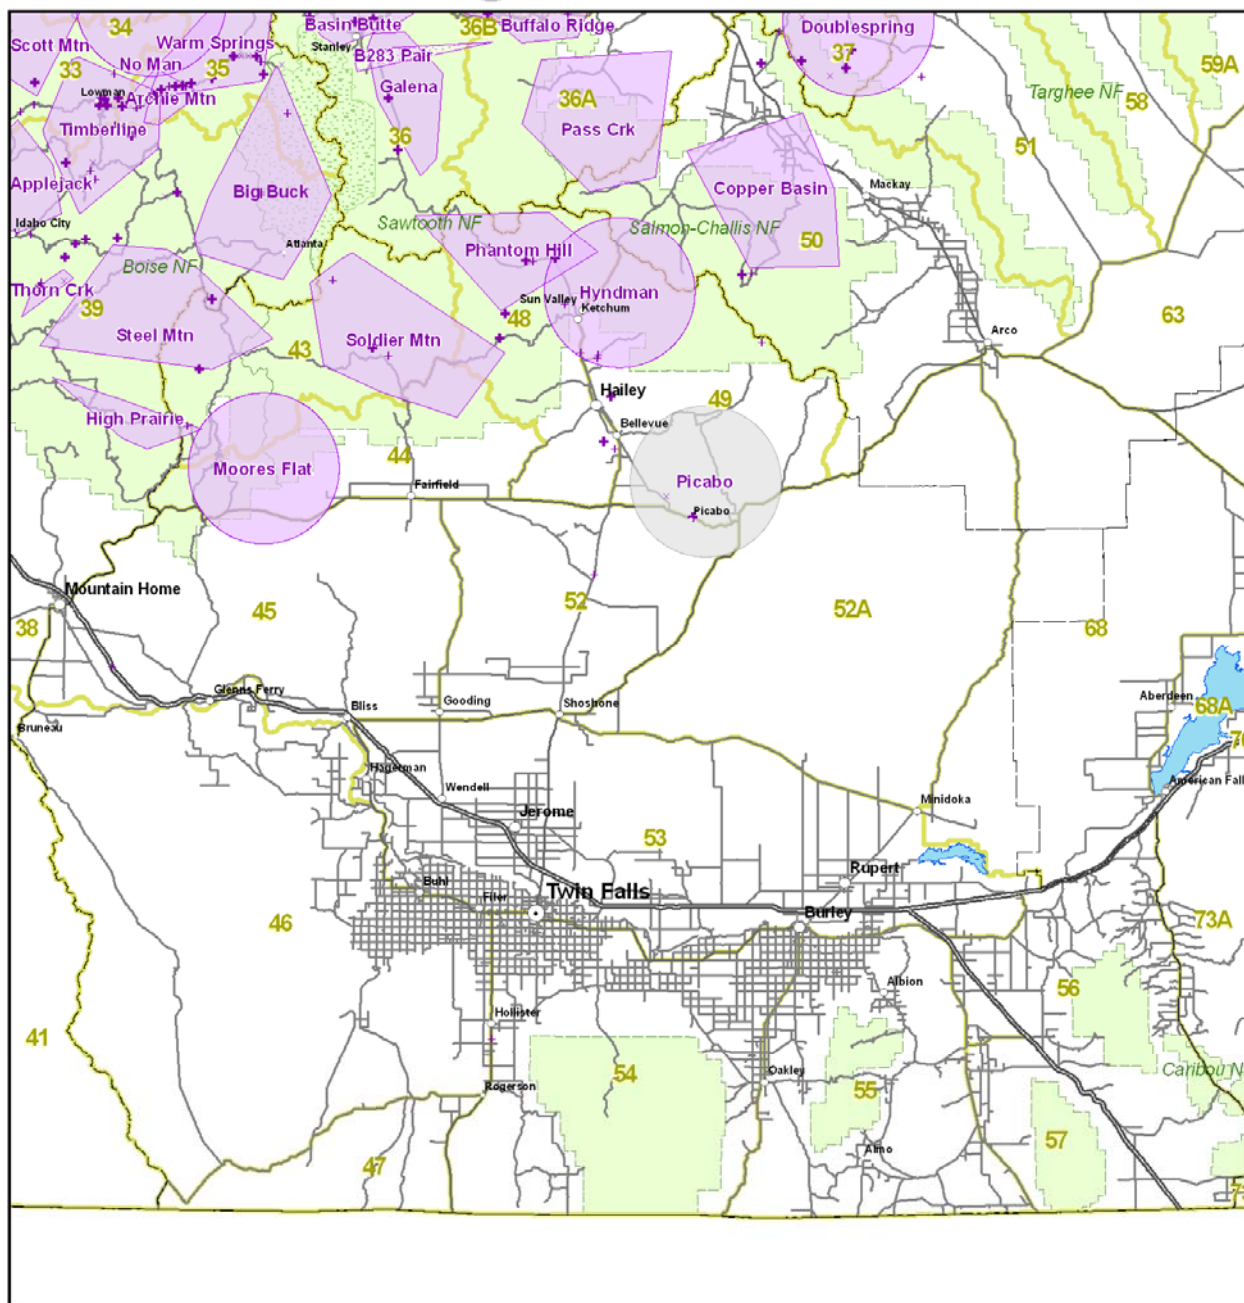 34
Basin Butte
36B
Buffalo Ridge
Doublespring
Scott Mtn
Warm Springs
Stanley
B283 Pair
37
59A
No Man
33
35
Galena
Targhee NF
58
Lowman
Archie Mtn
36A
Timberline
36
Pass Crk
51
Applejack
Big Buck
Copper Basin
Mackay
Idaho City
Sawtooth NF
Salmon-Challis NF
Atlanta
Phantom Hill
50
Boise NF
Thorn Crk
Hyndman
Sun Valley
39
Ketchum
63
Steel Mtn
48
Soldier Mtn
43
Arco
Hailey
49
High Prairie
Bellevue
44
Moores Flat
Fairfield
Picabo
Picabo
Mountain Home
45
52
52A
38
68
Glenns Ferry
Gooding
Shoshone
Aberdeen
Bliss
68A
Bruneau
70
Hagerman
Wendell
American Fall
Minidoka
Jerome
53
Rupert
Buhl
Filer
Twin Falls
Burley
46
73A
Albion
56
Hollister
41
Oakley
Caribou N
54
Rogerson
55
57
Almo
47